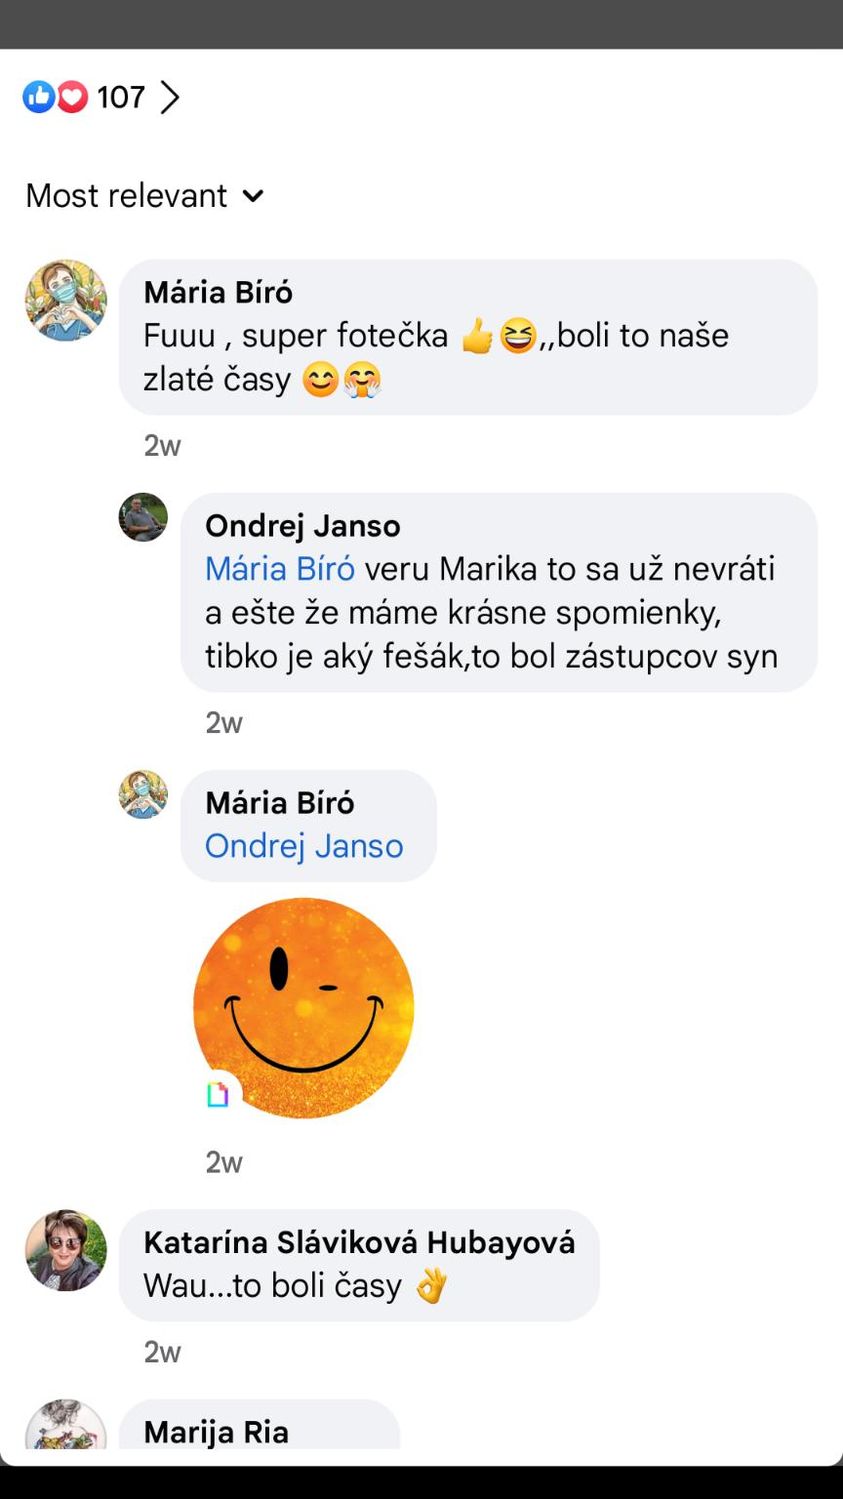 107
Most relevant
Mária Bíró
Fuuu , super fotečka 👍😆,,boli to naše
zlaté časy 😊🤗
2w
Ondrej Janso
Mária Bíró veru Marika to sa už nevráti
a ešte že máme krásne spomienky,
tibko je aký fešák,to bol zástupcov syn
2w
Mária Bíró
Ondrej Janso
2w
Katarína Sláviková Hubayová
Wau...to boli časy 👌
2w
Marija Ria